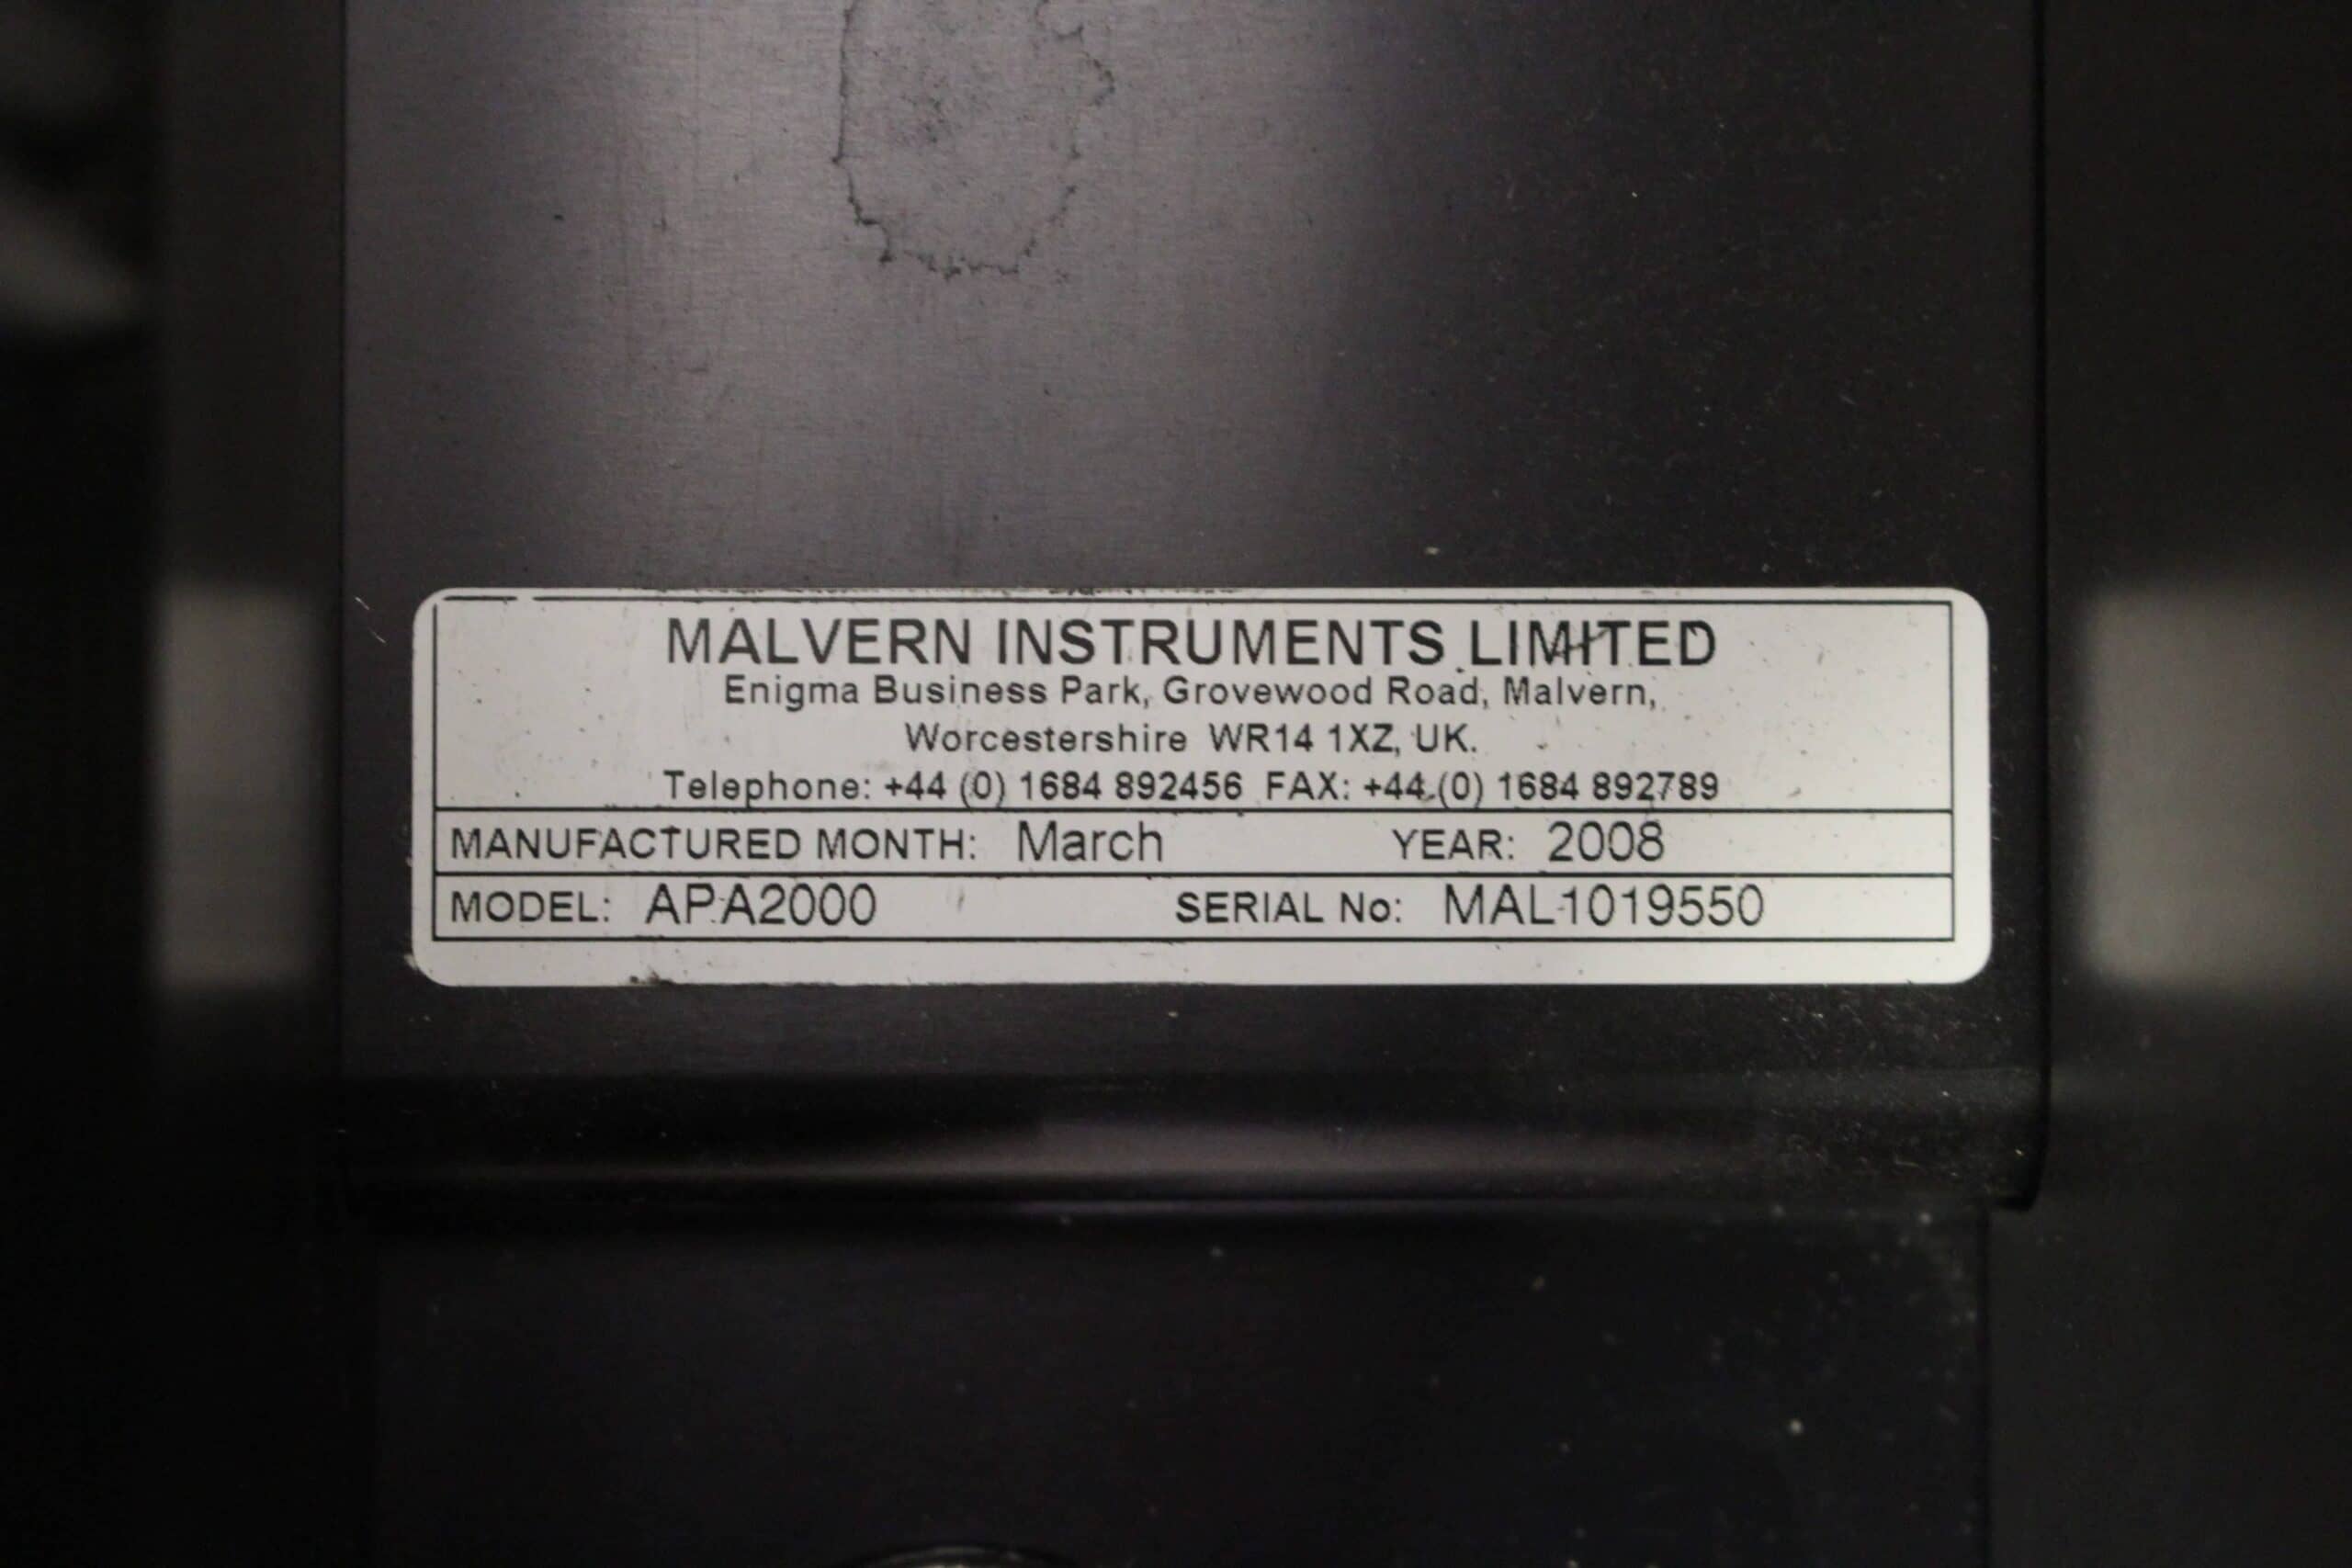 MALVERN INSTRUMENTS LIMITED
Enigma Business Park, Grovewood Road, Malvern,
Worcestershire WR14 1XZ, UK.
Telephone: +44 (0) 1684 892456 FAX: +44 (0) 1684 892789
MANUFACTURED MONTH: March YEAR: 2008
MODEL: APA2000 SERIAL No: MAL1019550